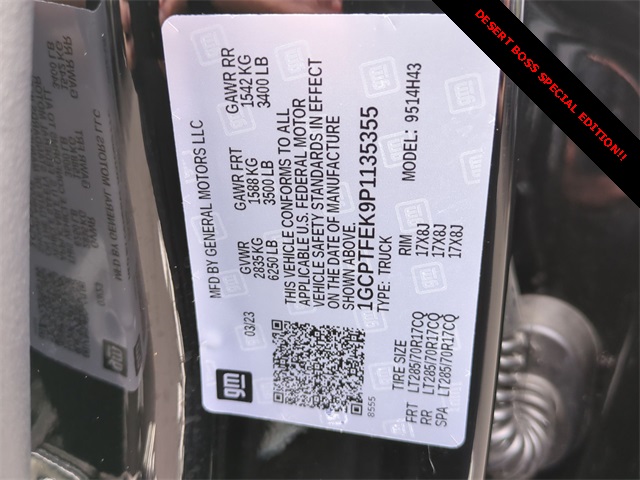 DESERT BOSS SPECIAL EDITION!!
gm
MFD BY GENERAL MOTORS LLC
03/23
GVWR
2835 KG
6250 LB
GAWR FRT
1588 KG
3500 LB
GAWR RR
1542 KG
3400 LB
THIS VEHICLE CONFORMS TO ALL
APPLICABLE U.S. FEDERAL MOTOR
VEHICLE SAFETY STANDARDS IN EFFECT
ON THE DATE OF MANUFACTURE
SHOWN ABOVE.
1GCPTFEK9P1135355
TYPE: TRUCK
MODEL: 9514H43
8555
TIRE SIZE RIM
FRT LT285/70R17CQ 17X8J
RR LT285/70R17CQ 17X8J
SPA LT285/70R17CQ 17X8J